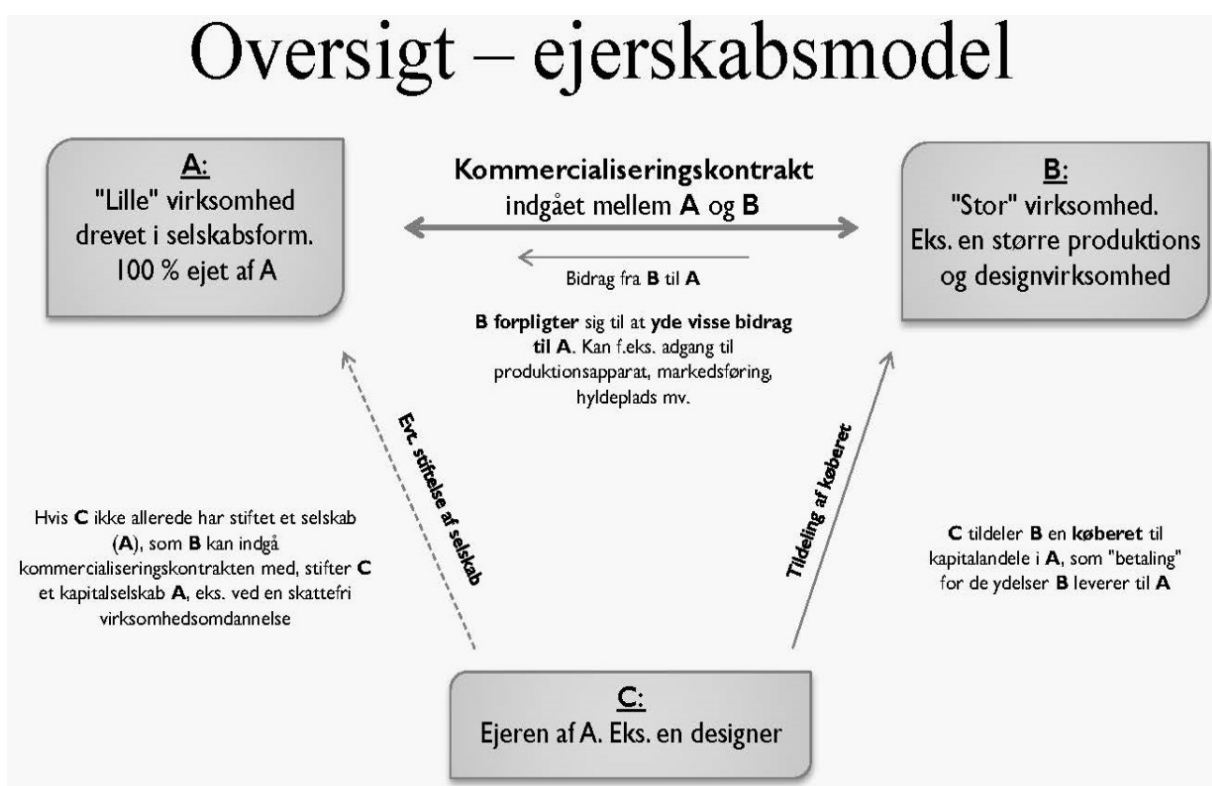 Oversigt – ejerskabsmodel
A:
"Lille" virksomhed
drevet i selskabsform.
100 % ejet af A
Kommercialiseringskontrakt
indgået mellem A og B
Bidrag fra B til A
B forpligter sig til at yde visse bidrag
til A. Kan f.eks. adgang til
produktionsapparat, markedsføring,
hyldeplads mv.
B:
"Stor" virksomhed.
Eks. en større produktions
og designvirksomhed
Evt. stiftelse af selskab
Tildeling af køberet
Hvis C ikke allerede har stiftet et selskab
(A), som B kan indgå
kommercialiseringskontrakten med, stifter C
et kapitalselskab A, eks. ved en skattefri
virksomhedsomdannelse
C tildeler B en køberet til
kapitalandele i A, som "betaling"
for de ydelser B leverer til A
C:
Ejeren af A. Eks. en designer